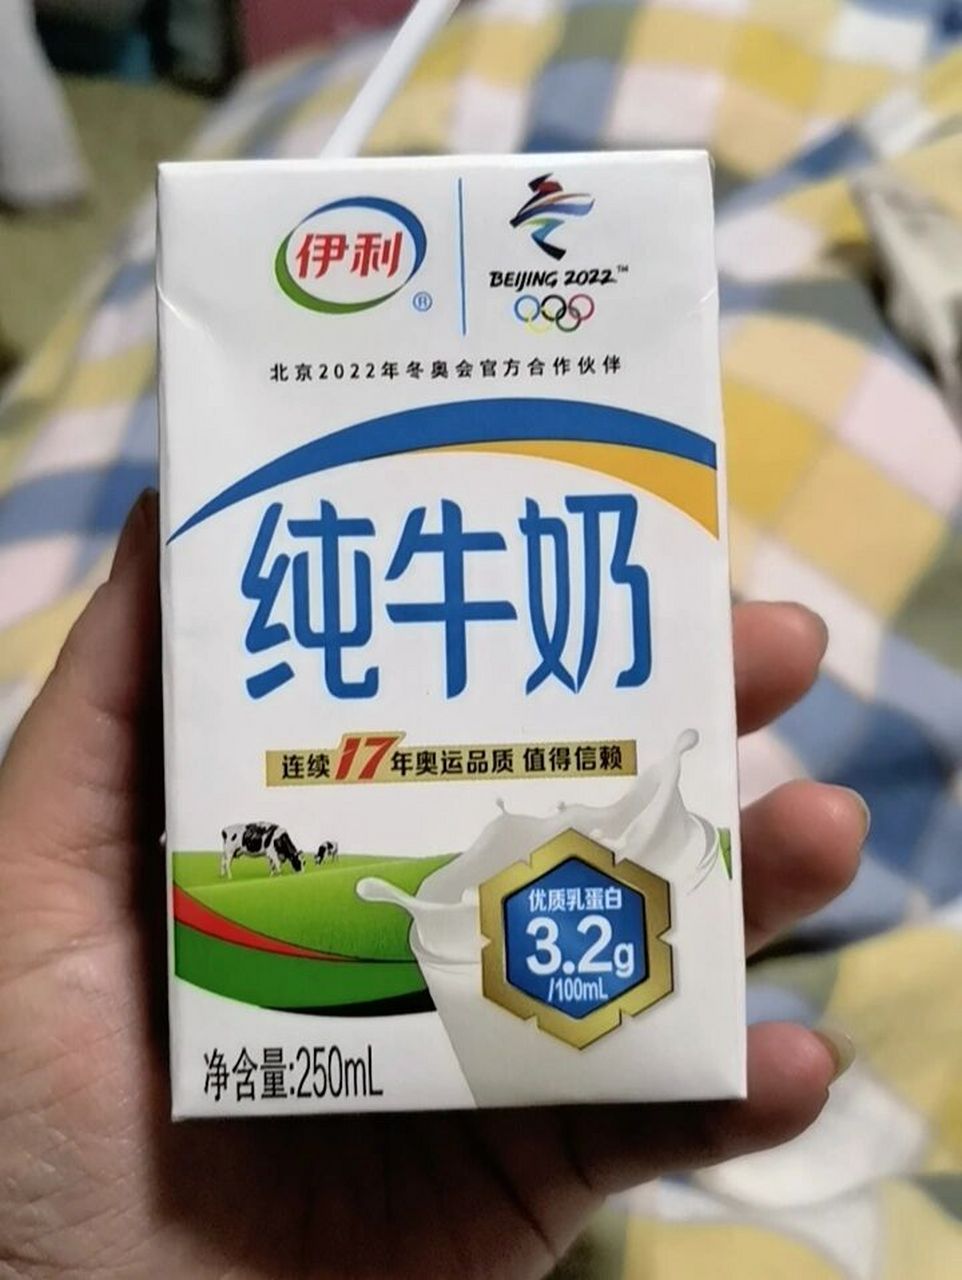 伊利
®
BEIJING 2022™
北京2022年冬奥会官方合作伙伴
纯牛奶
连续17年奥运品质 值得信赖
优质乳蛋白
3.2g
/100mL
净含量:250mL